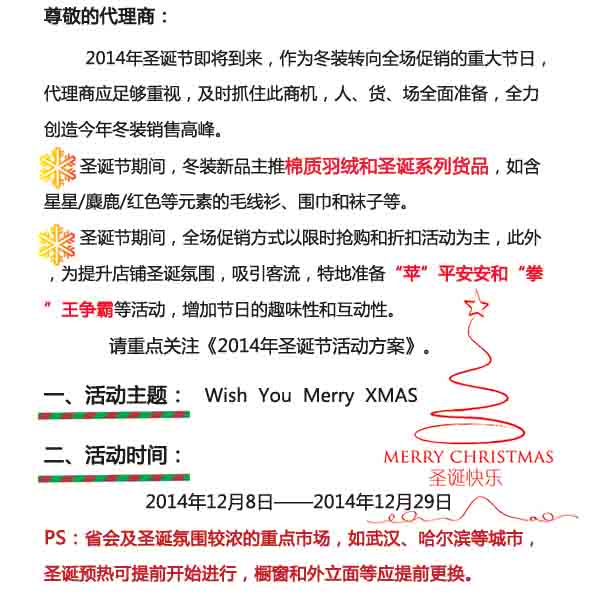 尊敬的代理商：
2014年圣诞节即将到来，作为冬装转向全场促销的重大节日，
代理商应足够重视，及时抓住此商机，人、货、场全面准备，全力
创造今年冬装销售高峰。
圣诞节期间，冬装新品主推棉质羽绒和圣诞系列货品，如含
星星/麋鹿/红色等元素的毛线衫、围巾和袜子等。
圣诞节期间，全场促销方式以限时抢购和折扣活动为主，此外
，为提升店铺圣诞氛围，吸引客流，特地准备“苹”平安安和“拳
”王争霸等活动，增加节日的趣味性和互动性。
请重点关注《2014年圣诞节活动方案》。
一、活动主题： Wish You Merry XMAS
MERRY CHRISTMAS
圣诞快乐
二、活动时间：
2014年12月8日——2014年12月29日
PS：省会及圣诞氛围较浓的重点市场，如武汉、哈尔滨等城市，
圣诞预热可提前开始进行，橱窗和外立面等应提前更换。